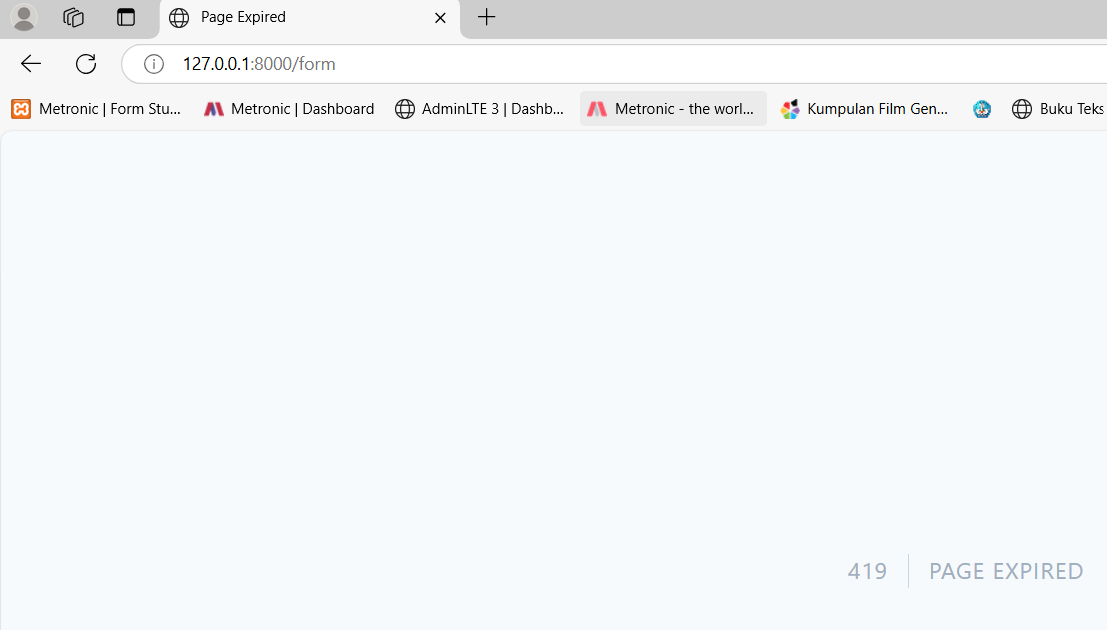 Page Expired
127.0.0.1:8000/form
Metronic | Form Stu... Metronic | Dashboard AdminLTE 3 | Dashb... Metronic - the worl... Kumpulan Film Gen... Buku Teks
419 PAGE EXPIRED